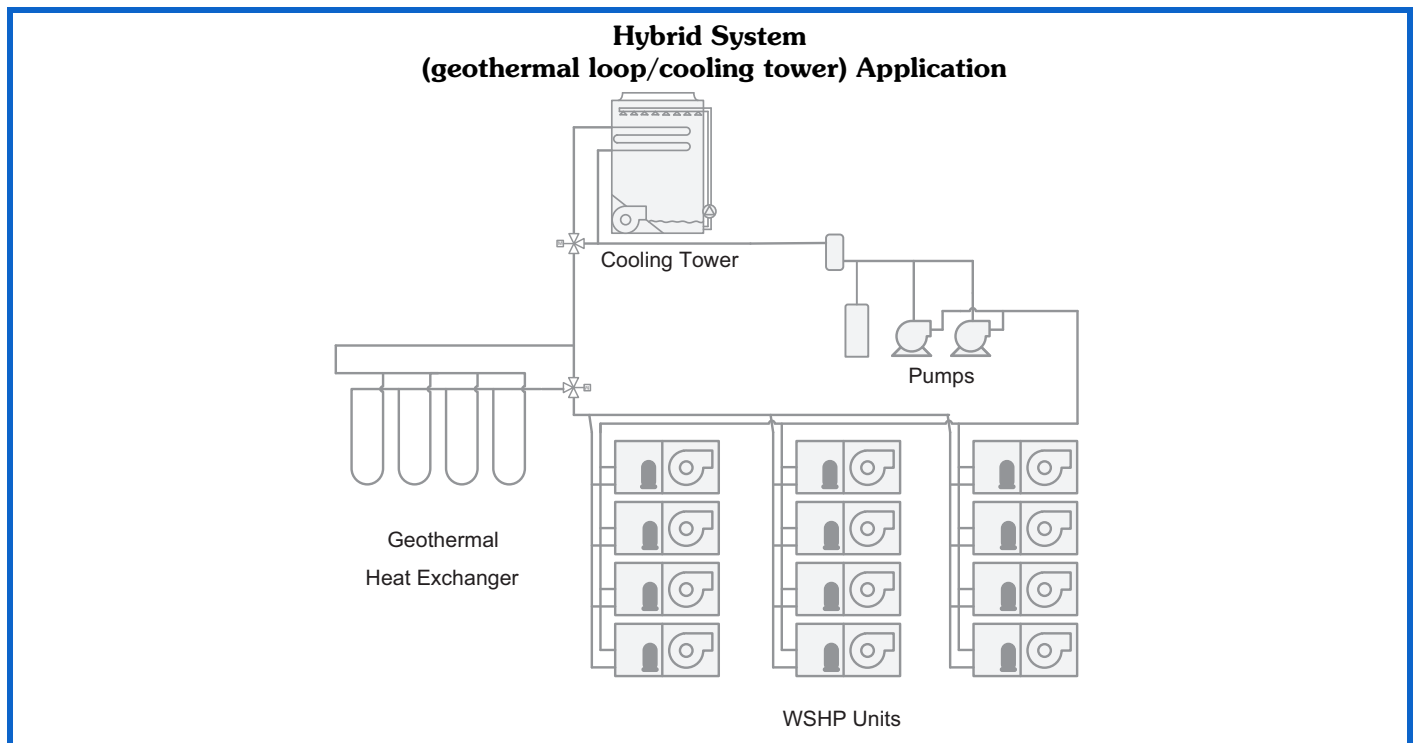 Hybrid System
(geothermal loop/cooling tower) Application
Cooling Tower
Pumps
Geothermal
Heat Exchanger
WSHP Units